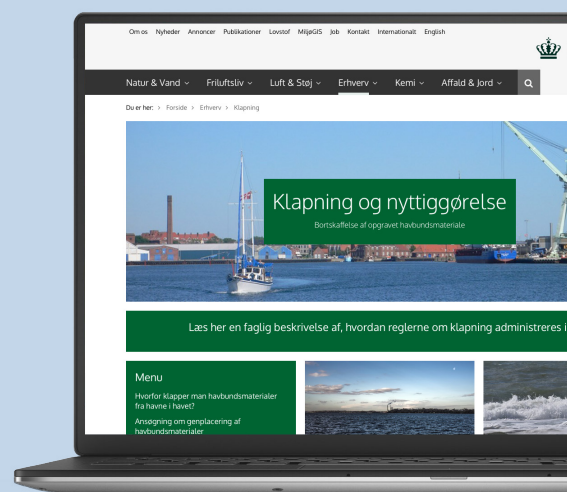 Om os Nyheder Annoncer Publikationer Lovstof MiljøGIS Job Kontakt Internationalt English
Natur & Vand Friluftsliv Luft & Støj Erhverv Kemi Affald & Jord
Du er her: > Forside > Erhverv > Klapning
Klapning og nyttiggørelse
Bortskaffelse af opgravet havbundsmateriale
Læs her en faglig beskrivelse af, hvordan reglerne om klapning administreres i
Menu
Hvorfor klapper man havbundsmaterialer
fra havne i havet?
Ansøgning om genplacering af
havbundsmaterialer